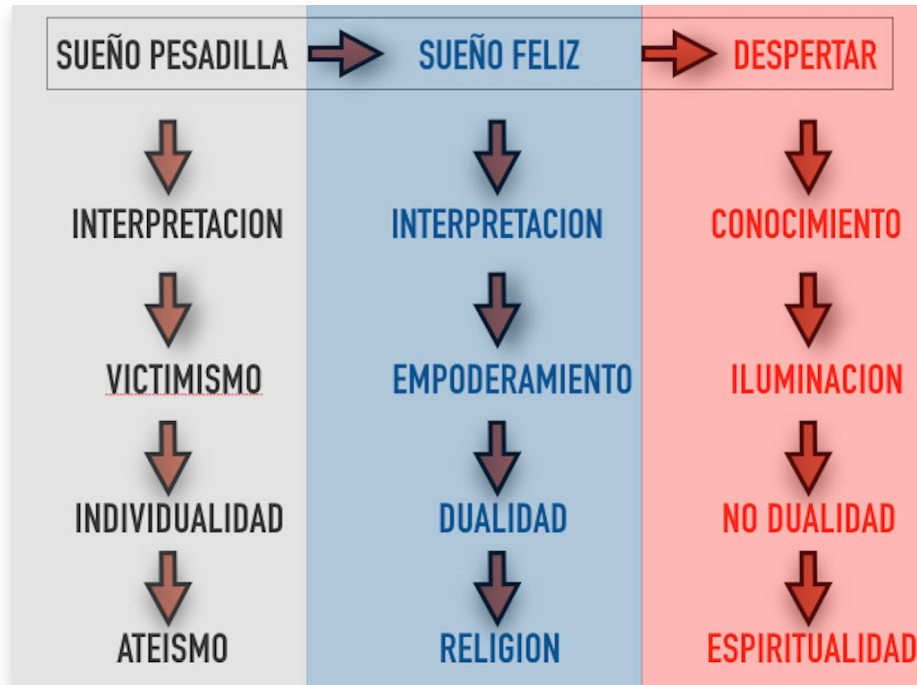 SUEÑO PESADILLA SUEÑO FELIZ DESPERTAR
INTERPRETACION INTERPRETACION CONOCIMIENTO
VICTIMISMO EMPODERAMIENTO ILUMINACION
INDIVIDUALIDAD DUALIDAD NO DUALIDAD
ATEISMO RELIGION ESPIRITUALIDAD